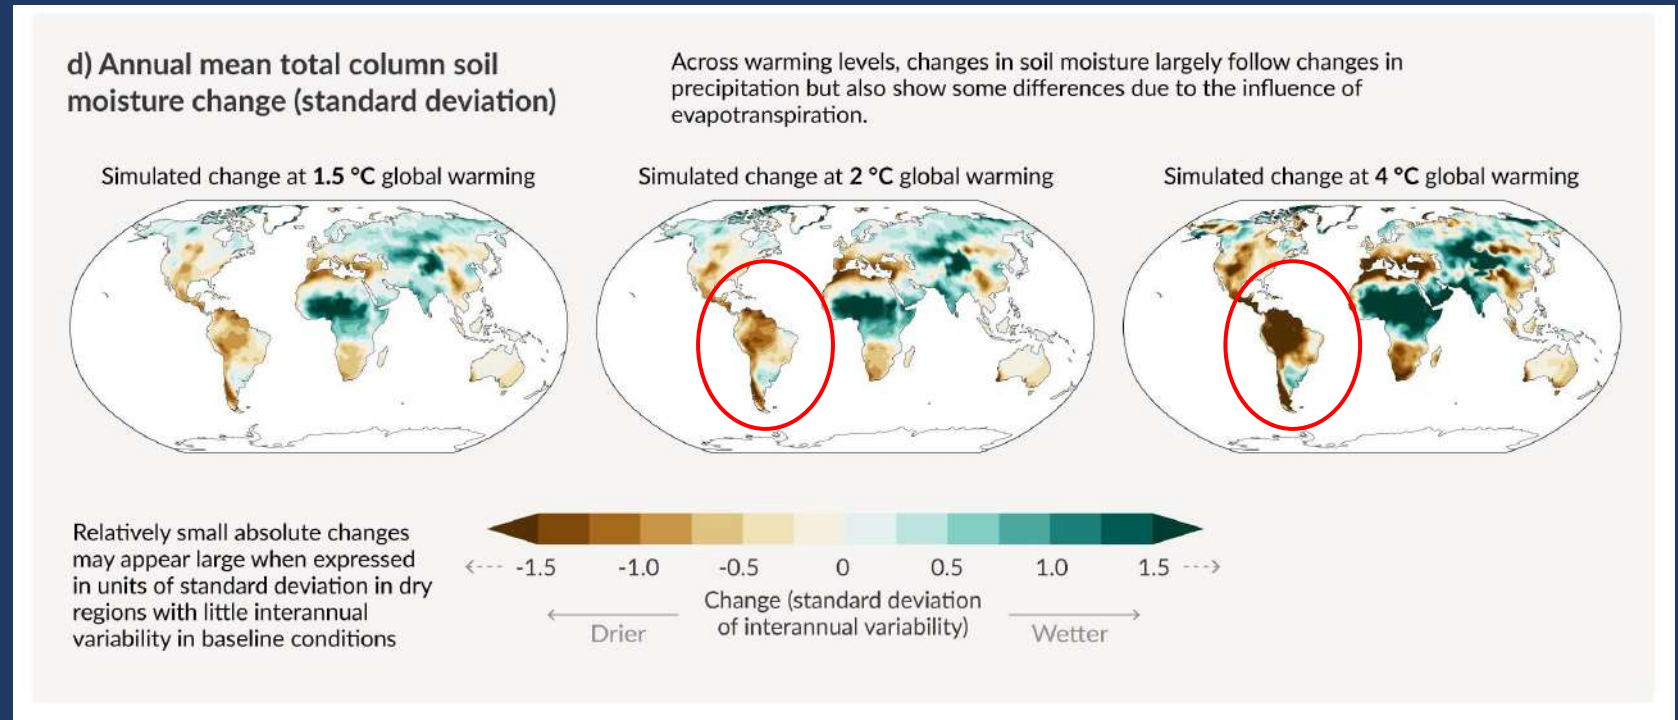 d) Annual mean total column soil
moisture change (standard deviation)
Across warming levels, changes in soil moisture largely follow changes in
precipitation but also show some differences due to the influence of
evapotranspiration.
Simulated change at 1.5 °C global warming
Simulated change at 2 °C global warming
Simulated change at 4 °C global warming
Relatively small absolute changes
may appear large when expressed
in units of standard deviation in dry
regions with little interannual
variability in baseline conditions
-1.5 -1.0 -0.5 0 0.5 1.0 1.5
Change (standard deviation
of interannual variability)
Drier
Wetter